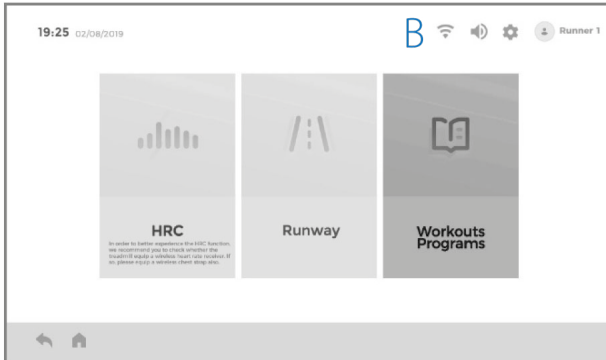 19:25 02/08/2019
B
Runner 1
HRC
In order to better experience the HRC function,
we recommend you to check whether the
treadmill equip a wireless heart rate receiver. If
so, please equip a wireless chest strap also.
Runway
Workouts
Programs